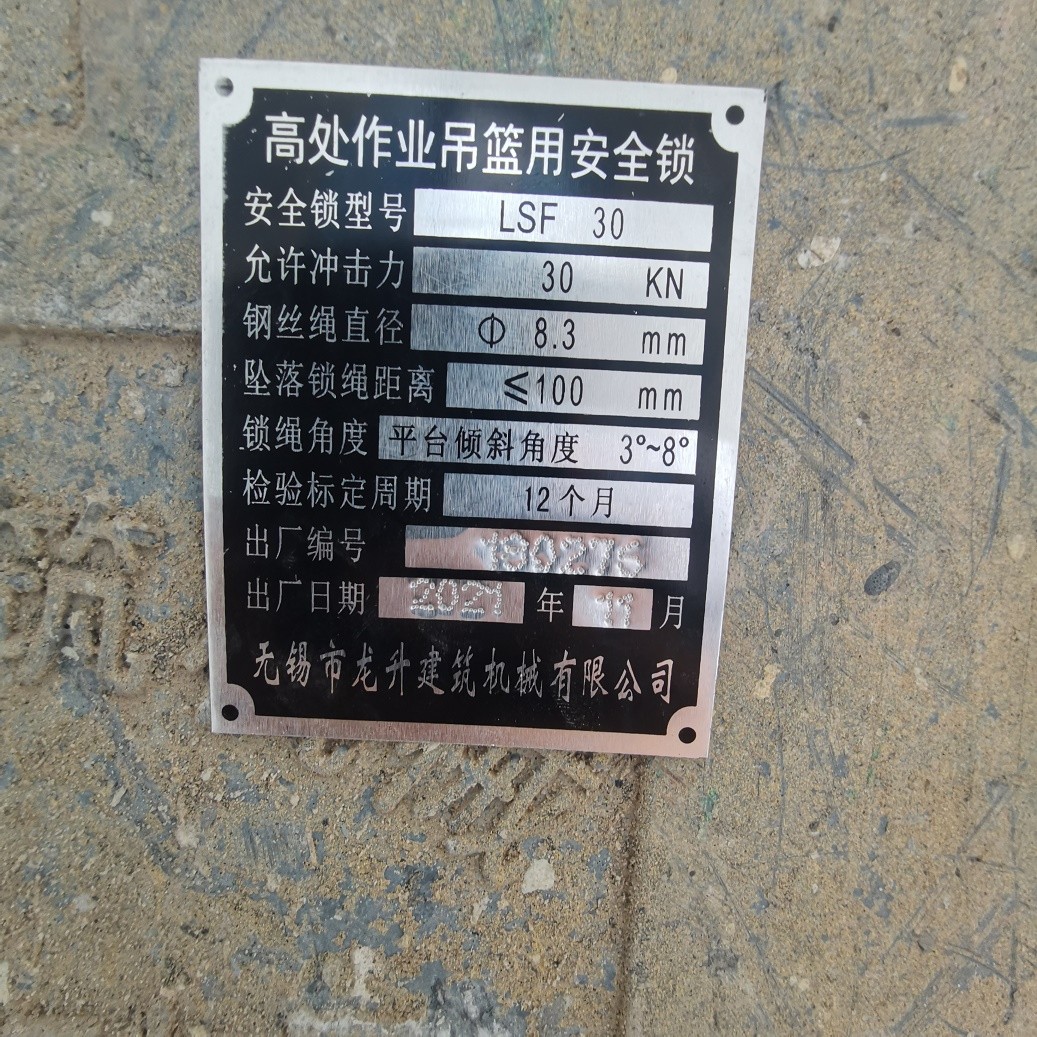 高处作业吊篮用安全锁
安全锁型号 LSF 30
允许冲击力 30 KN
钢丝绳直径 Φ 8.3 mm
坠落锁绳距离 ≤100 mm
锁绳角度 平台倾斜角度 3°~8°
检验标定周期 12个月
出厂编号 190276
出厂日期 2021 年 11 月
无锡市龙升建筑机械有限公司